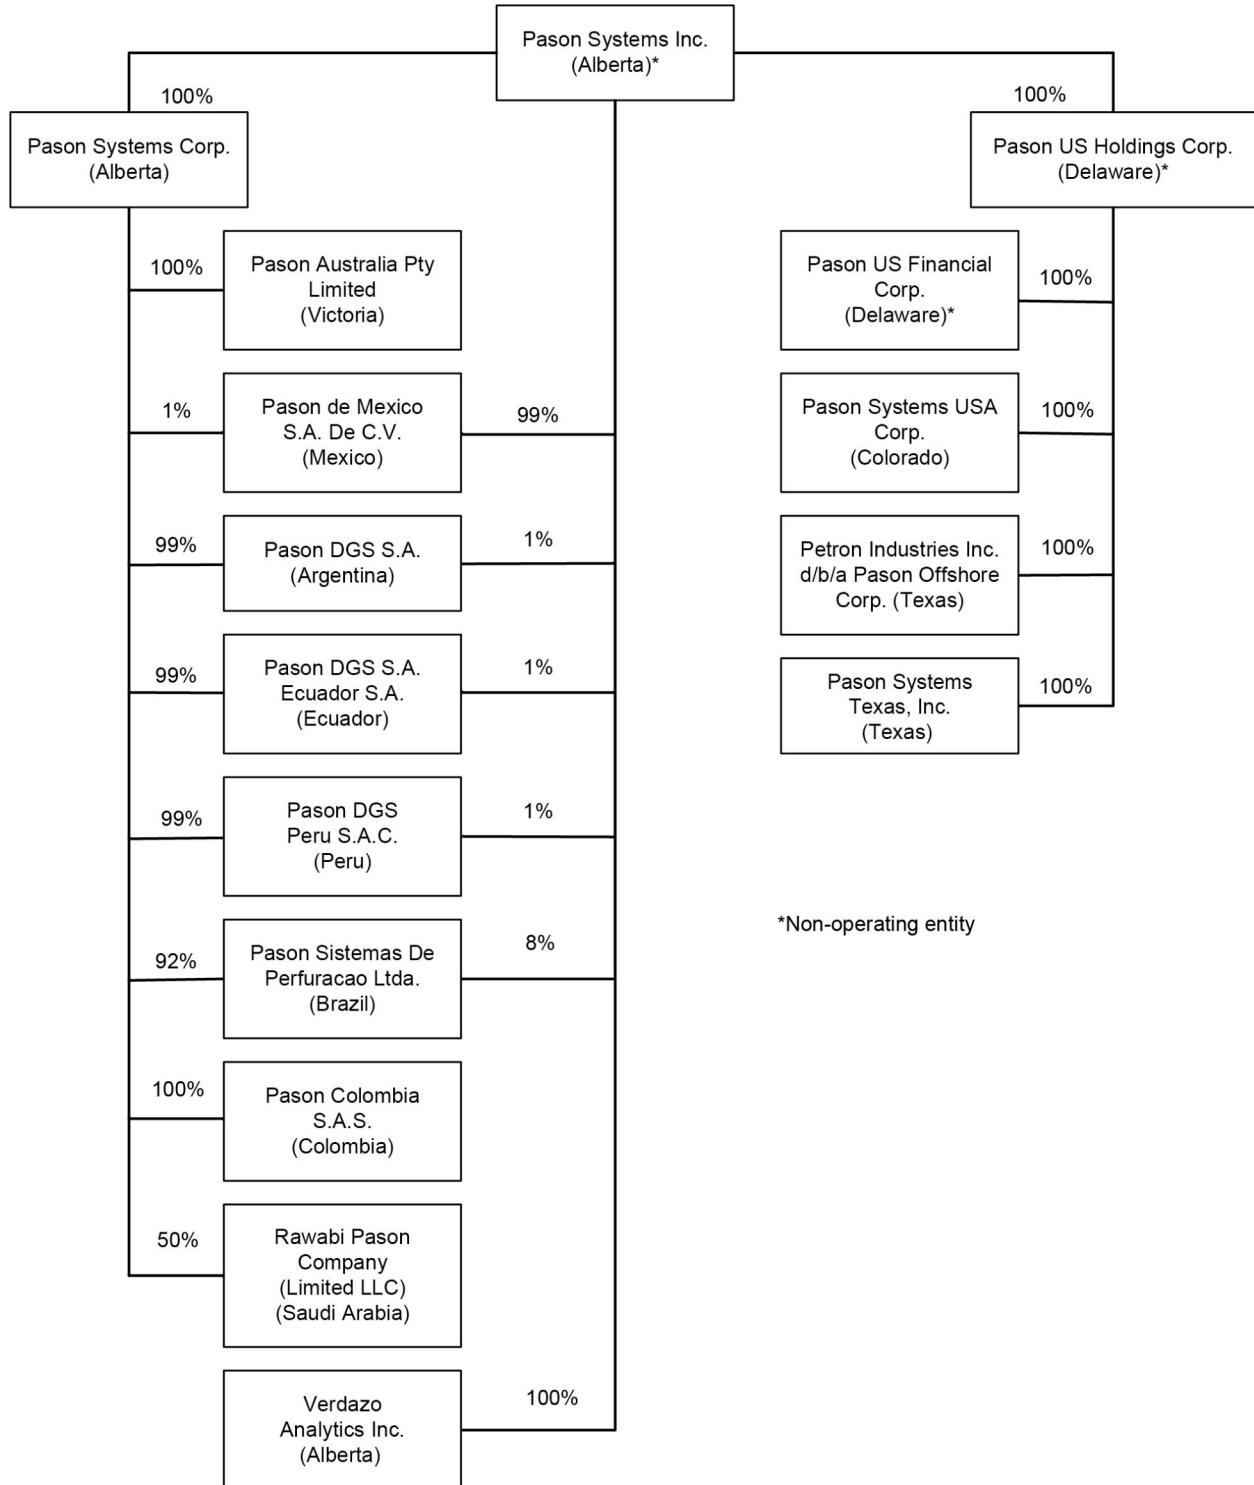 Pason Systems Inc.
(Alberta)*
100%
100%
Pason Systems Corp.
(Alberta)
Pason US Holdings Corp.
(Delaware)*
100%
Pason Australia Pty
Limited
(Victoria)
Pason US Financial
Corp.
(Delaware)*
100%
1%
Pason de Mexico
S.A. De C.V.
(Mexico)
99%
Pason Systems USA
Corp.
(Colorado)
100%
99%
Pason DGS S.A.
(Argentina)
1%
Petron Industries Inc.
d/b/a Pason Offshore
Corp. (Texas)
100%
99%
Pason DGS S.A.
Ecuador S.A.
(Ecuador)
1%
Pason Systems
Texas, Inc.
(Texas)
100%
99%
Pason DGS
Peru S.A.C.
(Peru)
1%
*Non-operating entity
92%
Pason Sistemas De
Perfuracao Ltda.
(Brazil)
8%
100%
Pason Colombia
S.A.S.
(Colombia)
50%
Rawabi Pason
Company
(Limited LLC)
(Saudi Arabia)
Verdazo
Analytics Inc.
(Alberta)
100%